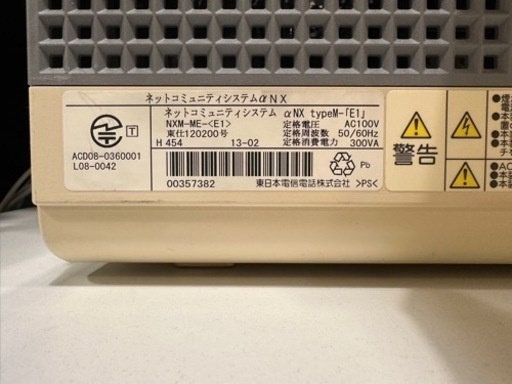 ネットコミュニティシステムαNX
ネットコミュニティシステム αNX typeM-「E1」
NXM-ME-<E1>
定格電圧 AC100V
東仕120200号
定格周波数 50/60Hz
H 454 13-02
定格消費電力 300VA
T
ACD08-0360001
L08-0042
00357382
東日本電信電話株式会社
Pb
>PS<
警告